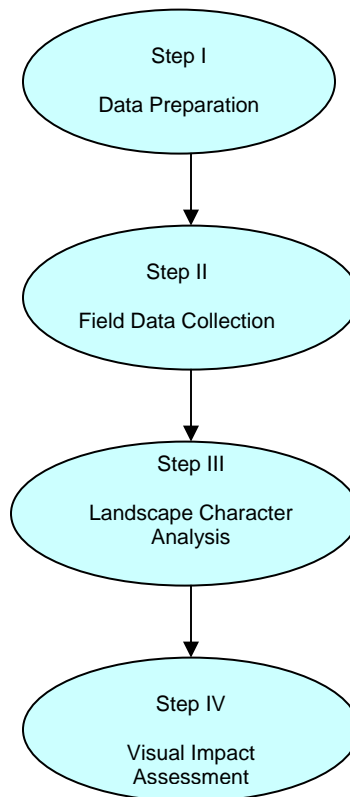 Step I
Data Preparation
Step II
Field Data Collection
Step III
Landscape Character
Analysis
Step IV
Visual Impact
Assessment